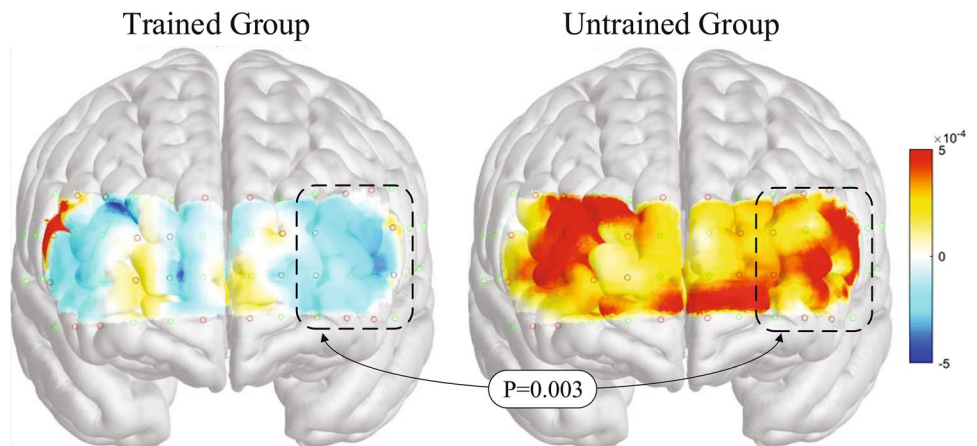 Trained Group
Untrained Group
×10⁻⁴
5
0
-5
P=0.003